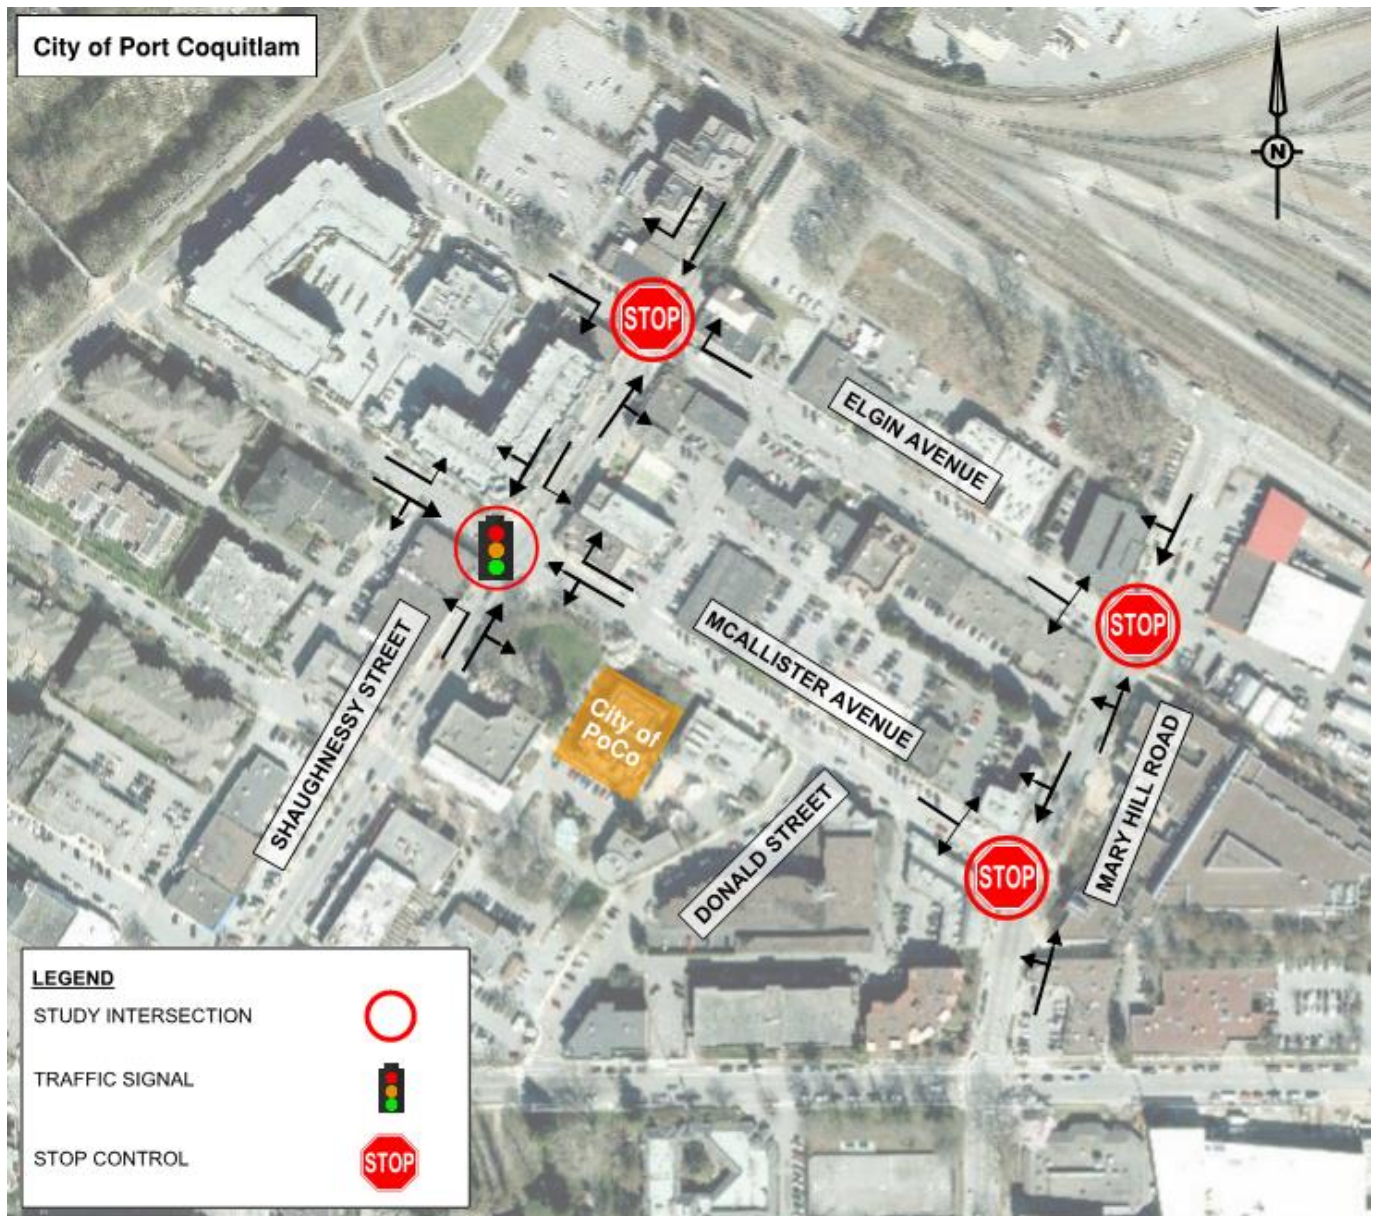 City of Port Coquitlam
N
STOP
ELGIN AVENUE
STOP
MCALLISTER AVENUE
SHAUGHNESSY STREET
City of
PoCo
DONALD STREET
MARY HILL ROAD
STOP
LEGEND
STUDY INTERSECTION
TRAFFIC SIGNAL
STOP CONTROL
STOP